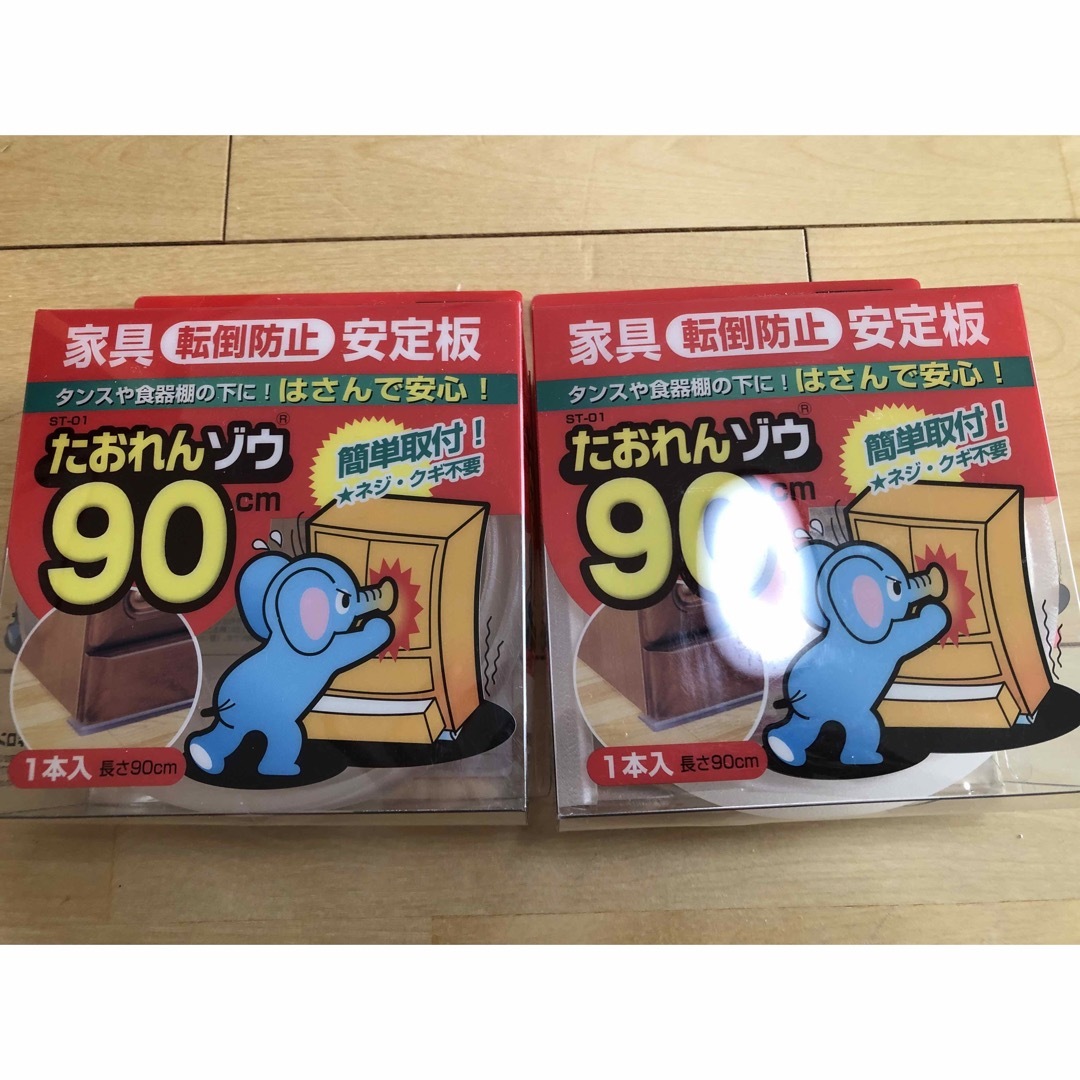 家具 転倒防止 安定板
タンスや食器棚の下に！はさんで安心！
ST-01
たおれんゾウ®
90cm
簡単取付！
★ネジ・クギ不要
1本入 長さ90cm
家具 転倒防止 安定板
タンスや食器棚の下に！はさんで安心！
ST-01
たおれんゾウ®
90cm
簡単取付！
★ネジ・クギ不要
1本入 長さ90cm